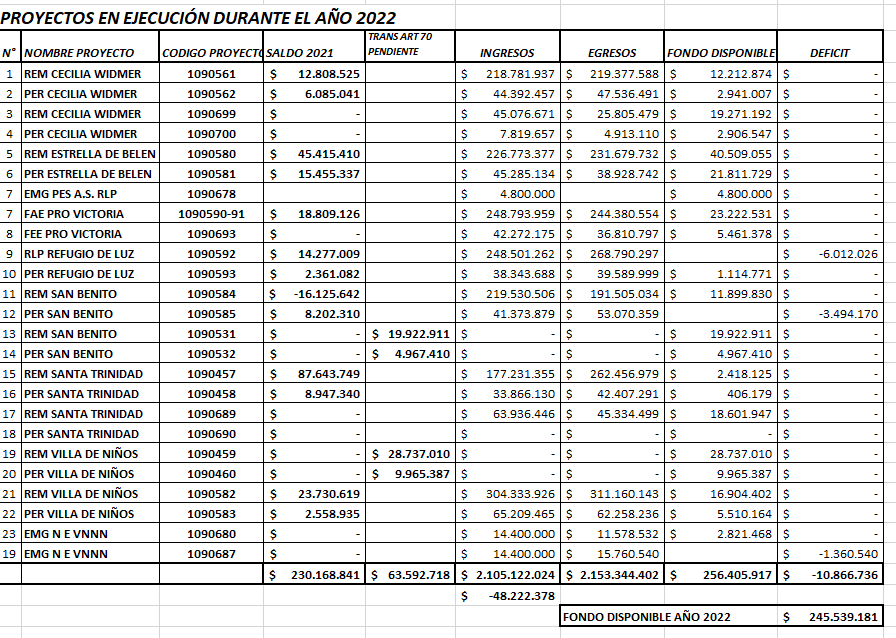 PROYECTOS EN EJECUCIÓN DURANTE EL AÑO 2022
N° NOMBRE PROYECTO CODIGO PROYECTO SALDO 2021 TRANS ART 70 PENDIENTE INGRESOS EGRESOS FONDO DISPONIBLE DEFICIT
1 REM CECILIA WIDMER 1090561 $ 12.808.525 $ 218.781.937 $ 219.377.588 $ 12.212.874 $ -
2 PER CECILIA WIDMER 1090562 $ 6.085.041 $ 44.392.457 $ 47.536.491 $ 2.941.007 $ -
3 REM CECILIA WIDMER 1090699 $ - $ 45.076.671 $ 25.805.479 $ 19.271.192 $ -
4 PER CECILIA WIDMER 1090700 $ - $ 7.819.657 $ 4.913.110 $ 2.906.547 $ -
5 REM ESTRELLA DE BELEN 1090580 $ 45.415.410 $ 226.773.377 $ 231.679.732 $ 40.509.055 $ -
6 PER ESTRELLA DE BELEN 1090581 $ 15.455.337 $ 45.285.134 $ 38.928.742 $ 21.811.729 $ -
7 EMG PES A.S. RLP 1090678 $ 4.800.000 $ 4.800.000 $ -
7 FAE PRO VICTORIA 1090590-91 $ 18.809.126 $ 248.793.959 $ 244.380.554 $ 23.222.531 $ -
8 FEE PRO VICTORIA 1090693 $ - $ 42.272.175 $ 36.810.797 $ 5.461.378 $ -
9 RLP REFUGIO DE LUZ 1090592 $ 14.277.009 $ 248.501.262 $ 268.790.297 $ -6.012.026
10 PER REFUGIO DE LUZ 1090593 $ 2.361.082 $ 38.343.688 $ 39.589.999 $ 1.114.771 $ -
11 REM SAN BENITO 1090584 $ -16.125.642 $ 219.530.506 $ 191.505.034 $ 11.899.830 $ -
12 PER SAN BENITO 1090585 $ 8.202.310 $ 41.373.879 $ 53.070.359 $ -3.494.170
13 REM SAN BENITO 1090531 $ - $ 19.922.911 $ - $ - $ 19.922.911 $ -
14 PER SAN BENITO 1090532 $ - $ 4.967.410 $ - $ - $ 4.967.410 $ -
15 REM SANTA TRINIDAD 1090457 $ 87.643.749 $ 177.231.355 $ 262.456.979 $ 2.418.125 $ -
16 PER SANTA TRINIDAD 1090458 $ 8.947.340 $ 33.866.130 $ 42.407.291 $ 406.179 $ -
17 REM SANTA TRINIDAD 1090689 $ - $ 63.936.446 $ 45.334.499 $ 18.601.947 $ -
18 PER SANTA TRINIDAD 1090690 $ - $ - $ - $ - $ -
19 REM VILLA DE NIÑOS 1090459 $ - $ 28.737.010 $ - $ - $ 28.737.010 $ -
20 PER VILLA DE NIÑOS 1090460 $ - $ 9.965.387 $ - $ - $ 9.965.387 $ -
21 REM VILLA DE NIÑOS 1090582 $ 23.730.619 $ 304.333.926 $ 311.160.143 $ 16.904.402 $ -
22 PER VILLA DE NIÑOS 1090583 $ 2.558.935 $ 65.209.465 $ 62.258.236 $ 5.510.164 $ -
23 EMG N E VNNN 1090680 $ - $ 14.400.000 $ 11.578.532 $ 2.821.468 $ -
19 EMG N E VNNN 1090687 $ - $ 14.400.000 $ 15.760.540 $ -1.360.540
$ 230.168.841 $ 63.592.718 $ 2.105.122.024 $ 2.153.344.402 $ 256.405.917 $ -10.866.736
$ -48.222.378
FONDO DISPONIBLE AÑO 2022 $ 245.539.181